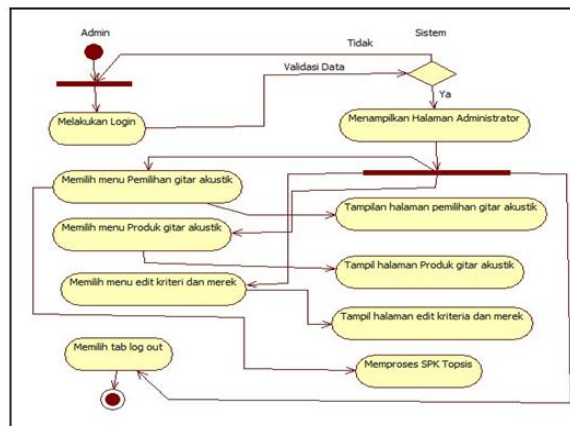 Admin
Sistem
Tidak
Validasi Data
Ya
Melakukan Login
Menampilkan Halaman Administrator
Memilih menu Pemilihan gitar akustik
Tampilan halaman pemilihan gitar akustik
Memilih menu Produk gitar akustik
Tampil halaman Produk gitar akustik
Memilih menu edit kriteri dan merek
Tampil halaman edit kriteria dan merek
Memilih tab log out
Memproses SPK Topsis